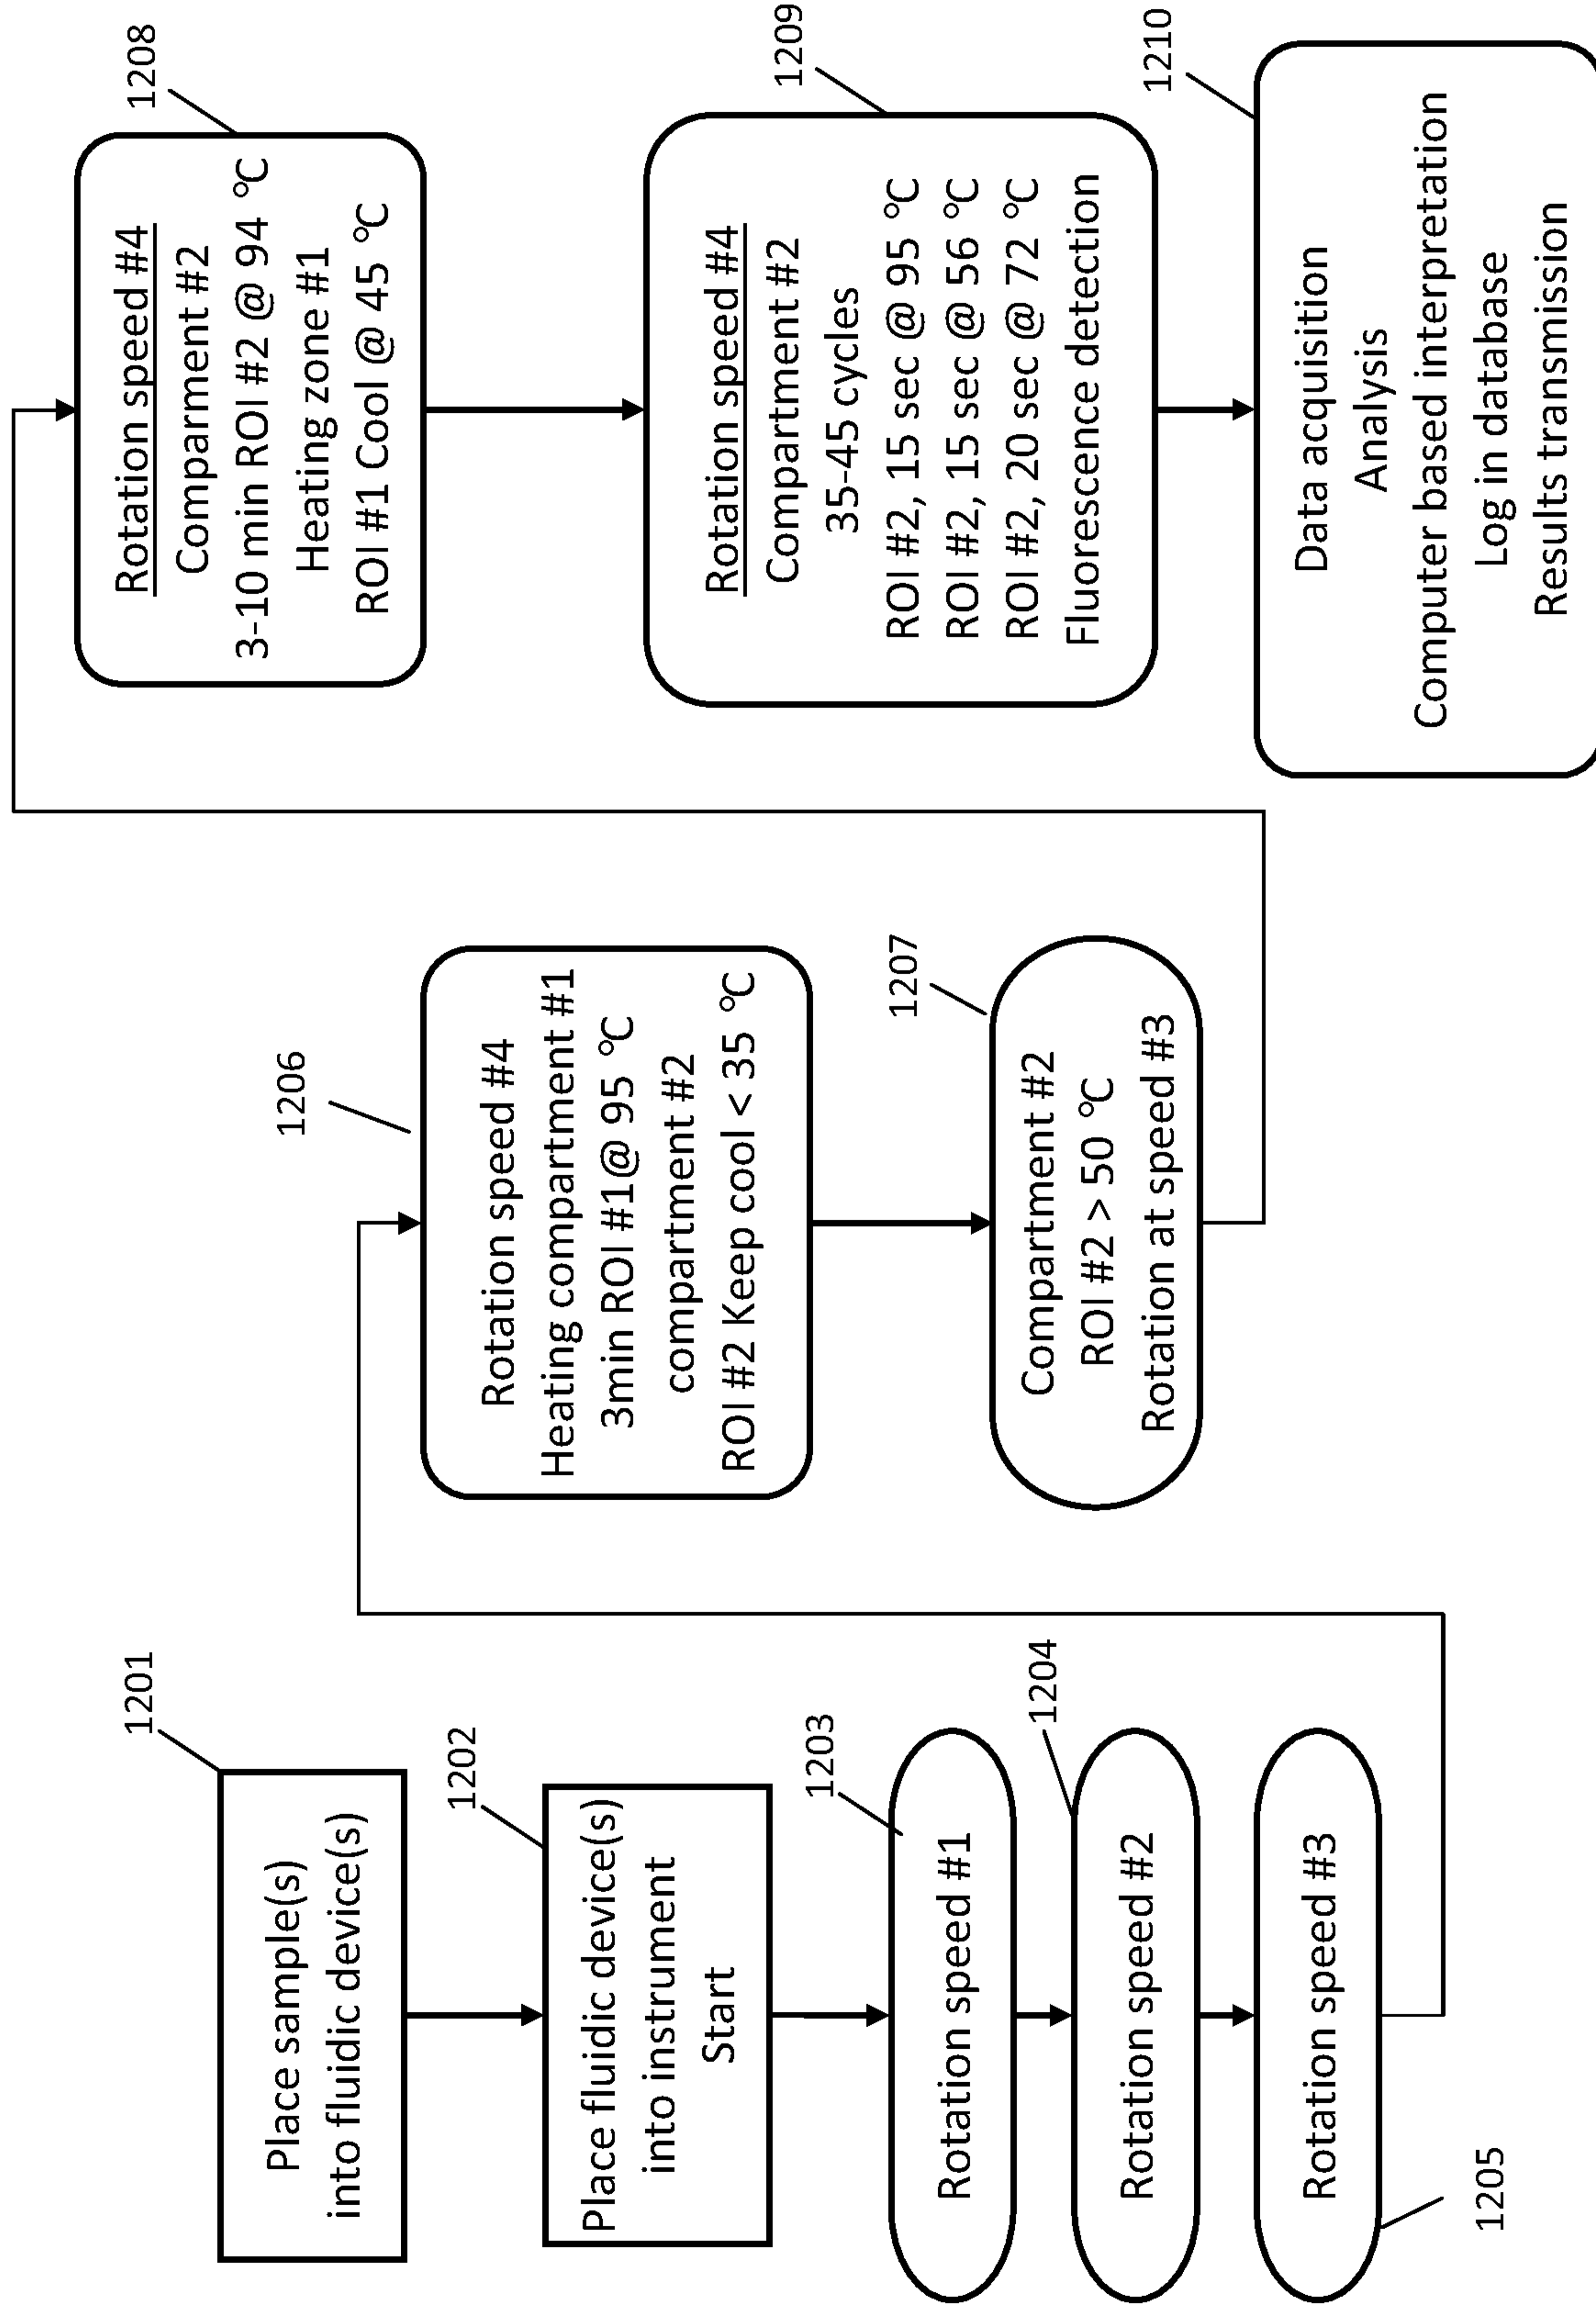 1201
Place sample(s)
into fluidic device(s)
1202
Place fluidic device(s)
into instrument
Start
1203
Rotation speed #1
1204
Rotation speed #2
1205
Rotation speed #3
1206
Rotation speed #4
Heating compartment #1
3min ROI #1@ 95 °C
compartment #2
ROI #2 Keep cool < 35 °C
1207
Compartment #2
ROI #2 > 50 °C
Rotation at speed #3
1208
Rotation speed #4
Comparment #2
3-10 min ROI #2 @ 94 °C
Heating zone #1
ROI #1 Cool @ 45 °C
1209
Rotation speed #4
Compartment #2
35-45 cycles
ROI #2, 15 sec @ 95 °C
ROI #2, 15 sec @ 56 °C
ROI #2, 20 sec @ 72 °C
Fluorescence detection
1210
Data acquisition
Analysis
Computer based interpretation
Log in database
Results transmission